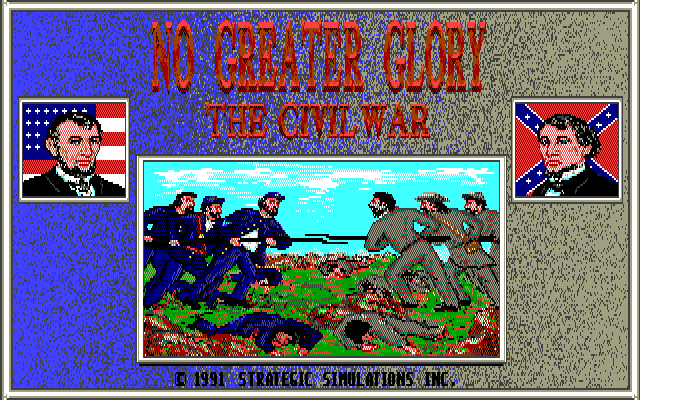 NO GREATER GLORY
THE CIVIL WAR
© 1991 STRATEGIC SIMULATIONS INC.